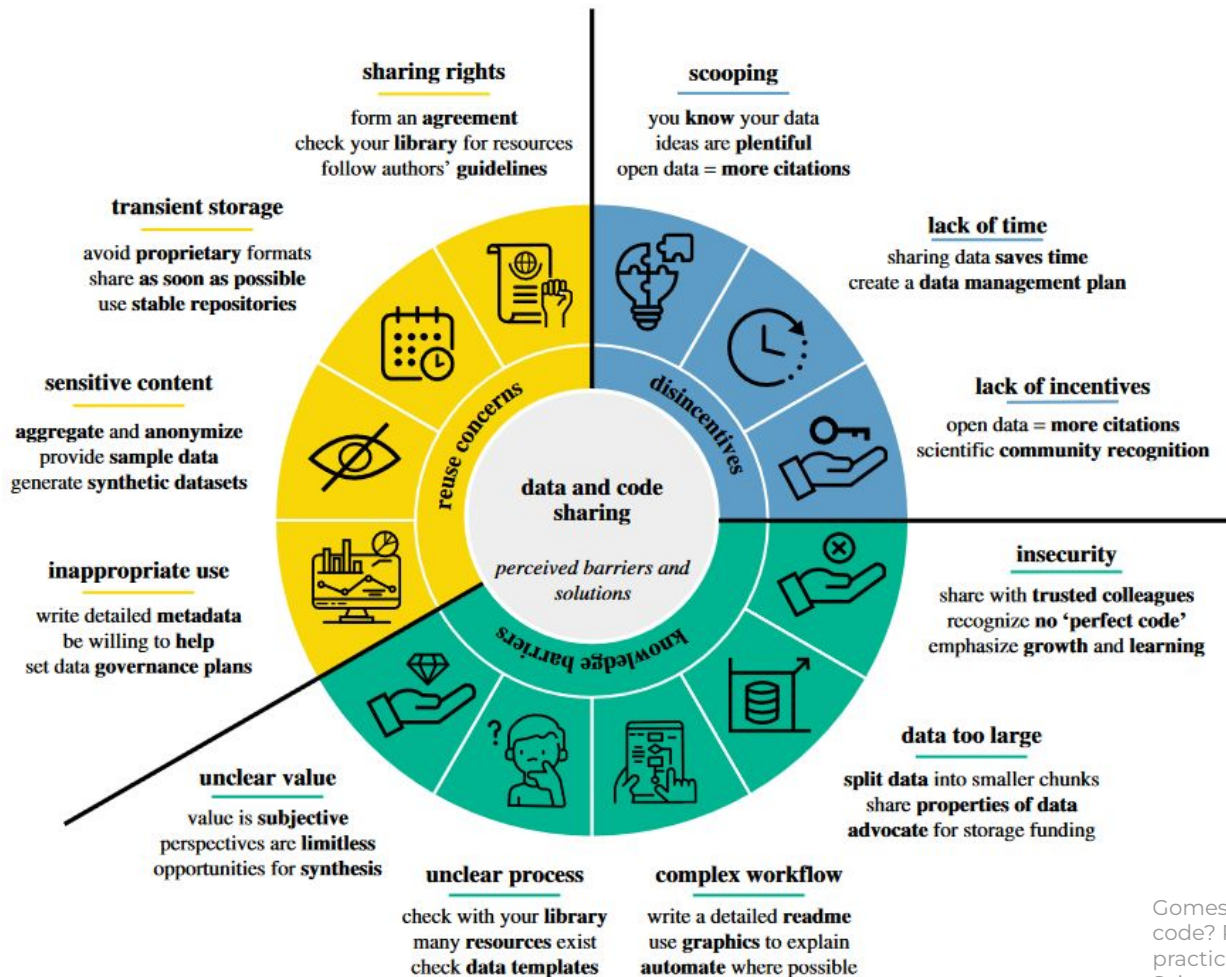 sharing rights
form an agreement
check your library for resources
follow authors' guidelines
scooping
you know your data
ideas are plentiful
open data = more citations
transient storage
avoid proprietary formats
share as soon as possible
use stable repositories
lack of time
sharing data saves time
create a data management plan
sensitive content
aggregate and anonymize
provide sample data
generate synthetic datasets
lack of incentives
open data = more citations
scientific community recognition
reuse concerns
disincentives
data and code
sharing
perceived barriers and
solutions
knowledge barriers
inappropriate use
write detailed metadata
be willing to help
set data governance plans
insecurity
share with trusted colleagues
recognize no 'perfect code'
emphasize growth and learning
unclear value
value is subjective
perspectives are limitless
opportunities for synthesis
data too large
split data into smaller chunks
share properties of data
advocate for storage funding
unclear process
check with your library
many resources exist
check data templates
complex workflow
write a detailed readme
use graphics to explain
automate where possible
Gomes
code?
practic